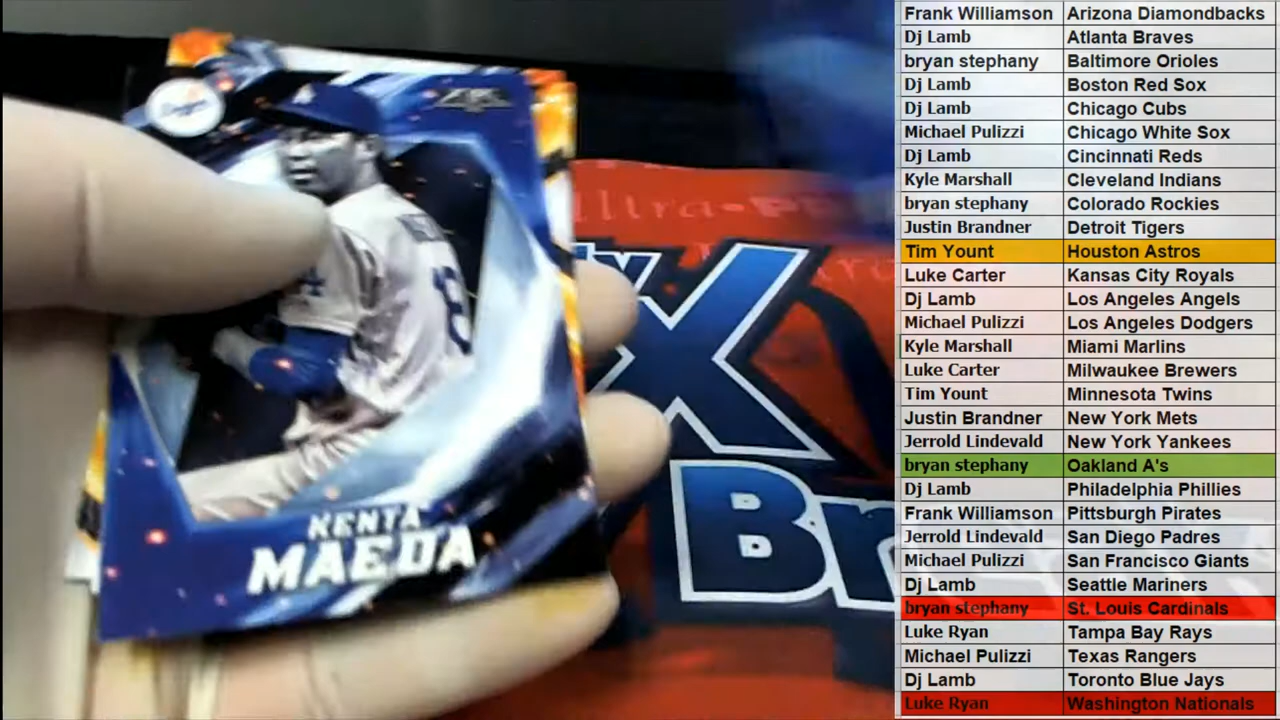 FIRE
KENTA
MAEDA
18
Ultra-P
X
Br
Frank Williamson Arizona Diamondbacks
Dj Lamb Atlanta Braves
bryan stephany Baltimore Orioles
Dj Lamb Boston Red Sox
Dj Lamb Chicago Cubs
Michael Pulizzi Chicago White Sox
Dj Lamb Cincinnati Reds
Kyle Marshall Cleveland Indians
bryan stephany Colorado Rockies
Justin Brandner Detroit Tigers
Tim Yount Houston Astros
Luke Carter Kansas City Royals
Dj Lamb Los Angeles Angels
Michael Pulizzi Los Angeles Dodgers
Kyle Marshall Miami Marlins
Luke Carter Milwaukee Brewers
Tim Yount Minnesota Twins
Justin Brandner New York Mets
Jerrold Lindevald New York Yankees
bryan stephany Oakland A's
Dj Lamb Philadelphia Phillies
Frank Williamson Pittsburgh Pirates
Jerrold Lindevald San Diego Padres
Michael Pulizzi San Francisco Giants
Dj Lamb Seattle Mariners
bryan stephany St. Louis Cardinals
Luke Ryan Tampa Bay Rays
Michael Pulizzi Texas Rangers
Dj Lamb Toronto Blue Jays
Luke Ryan Washington Nationals